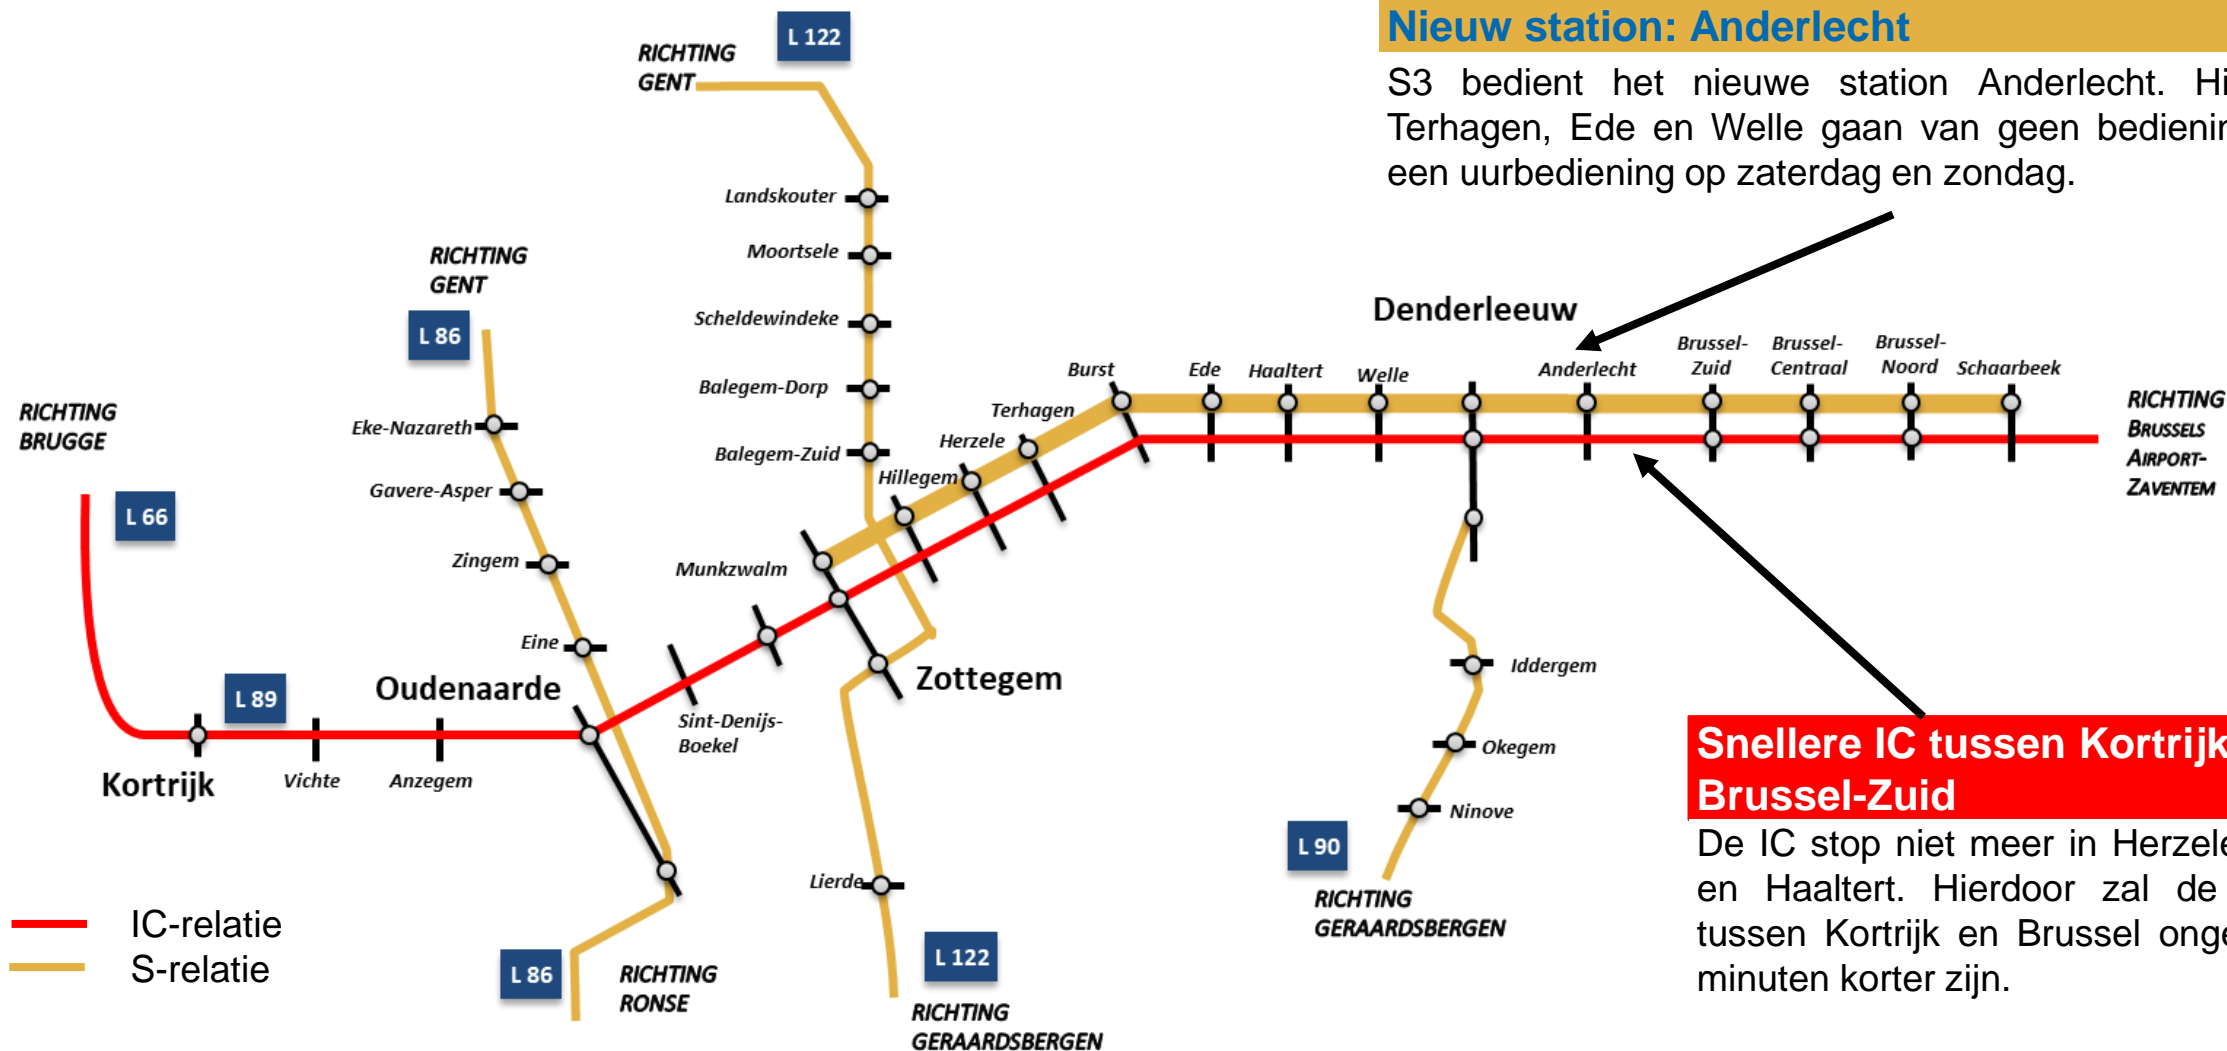 Nieuw station: Anderlecht
S3 bedient het nieuwe station Anderlecht.
Terhagen, Ede en Welle gaan van geen
een uurbediening op zaterdag en zondag.
L 122
RICHTING
GENT
Landskouter
Moortsele
Scheldewindeke
Balegem-Dorp
Balegem-Zuid
RICHTING
GENT
L 86
Eke-Nazareth
Gavere-Asper
Zingem
Eine
RICHTING
BRUGGE
L 66
L 89
Kortrijk
Vichte
Anzegem
Oudenaarde
Sint-Denijs-
Boekel
Munkzwalm
Zottegem
Hillegem
Herzele
Terhagen
Burst
Ede
Haaltert
Welle
Denderleeuw
Anderlecht
Brussel-
Zuid
Brussel-
Centraal
Brussel-
Noord
Schaarbeek
RICHTING
BRUSSELS
AIRPORT-
ZAVENTEM
Iddergem
Okegem
Ninove
L 90
RICHTING
GERAARDSBERGEN
Lierde
L 122
RICHTING
GERAARDSBERGEN
L 86
RICHTING
RONSE
IC-relatie
S-relatie
Snellere IC tussen Kortrijk
Brussel-Zuid
De IC stop niet meer in Herzele
en Haaltert. Hierdoor zal de
tussen Kortrijk en Brussel
minuten korter zijn.